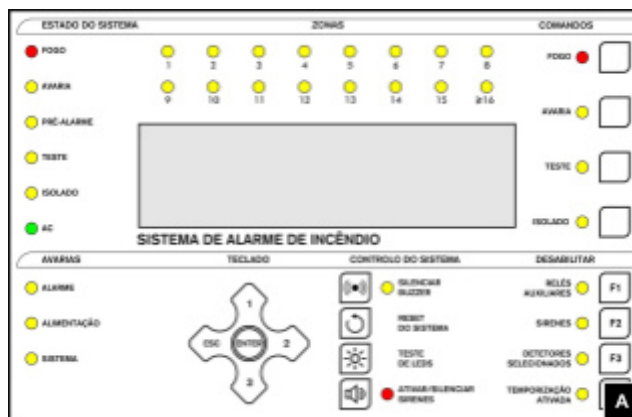 ESTADO DO SISTEMA ZONAS COMANDOS
FOGO
1 2 3 4 5 6 7 8
FOGO
AVARIA
9 10 11 12 13 14 15 ≥16
AVARIA
PRÉ-ALARME
TESTE
TESTE
ISOLADO
ISOLADO
AC
SISTEMA DE ALARME DE INCÊNDIO
AVARIAS TECLADO CONTROLO DO SISTEMA DESABILITAR
ALARME
ALIMENTAÇÃO
SISTEMA
1
ESC ENTER 2
3
SILENCIAR
BUZZER
RESET
DO SISTEMA
TESTE
DE LEDS
ATIVAR/SILENCIAR
SIRENES
RELÉS
AUXILIARES
F1
SIRENES F2
DETETORES
SELECIONADOS
F3
TEMPORIZAÇÃO
ATIVADA
A